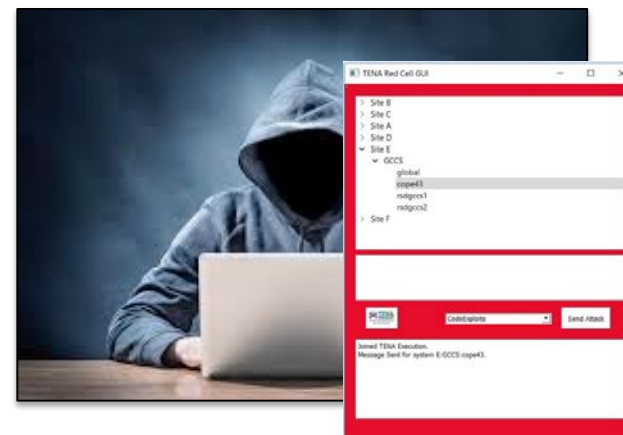 TENA Red Cell GUI
> Site B
> Site C
> Site A
> Site D
Site E
GCCS
global
cope43
rsdgccs1
rsdgccs2
> Site F
TENA
CodeExploits
Send Attack
Joined TENA Execution.
Message Sent for system E:GCCS:cope43.